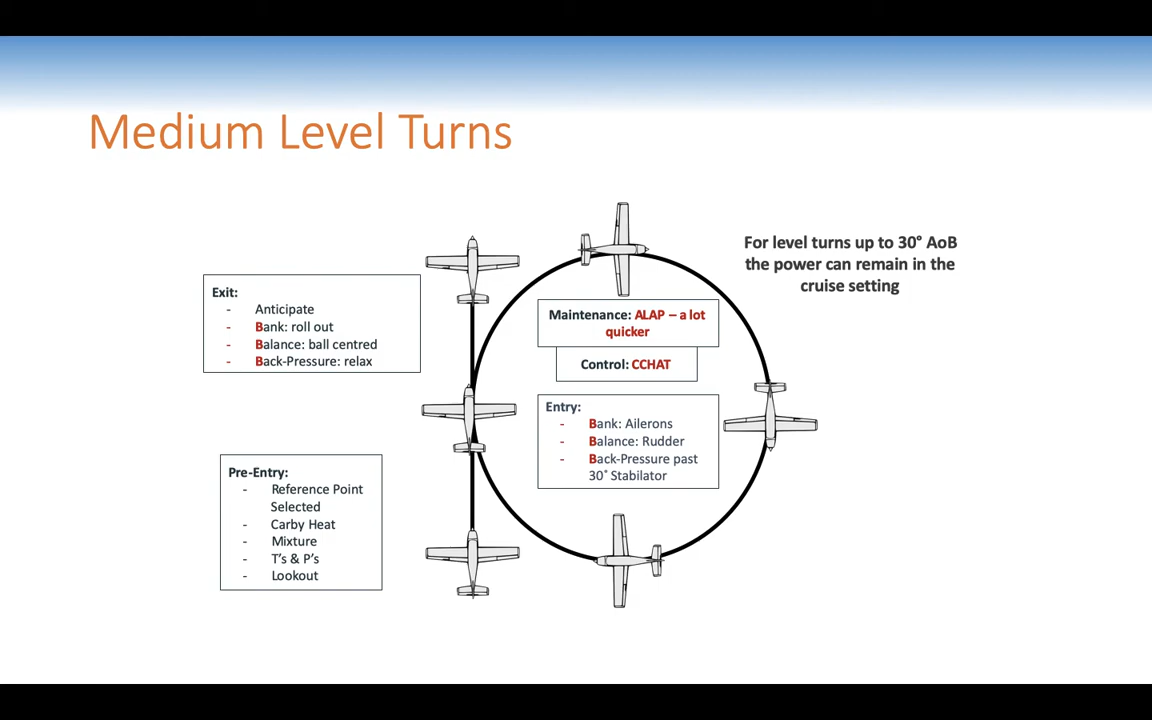 Medium Level Turns
For level turns up to 30° AoB
the power can remain in the
cruise setting
Exit:
- Anticipate
- Bank: roll out
- Balance: ball centred
- Back-Pressure: relax
Maintenance: ALAP – a lot
quicker
Control: CCHAT
Entry:
- Bank: Ailerons
- Balance: Rudder
- Back-Pressure past
30˚ Stabilator
Pre-Entry:
- Reference Point
Selected
- Carby Heat
- Mixture
- T's & P's
- Lookout